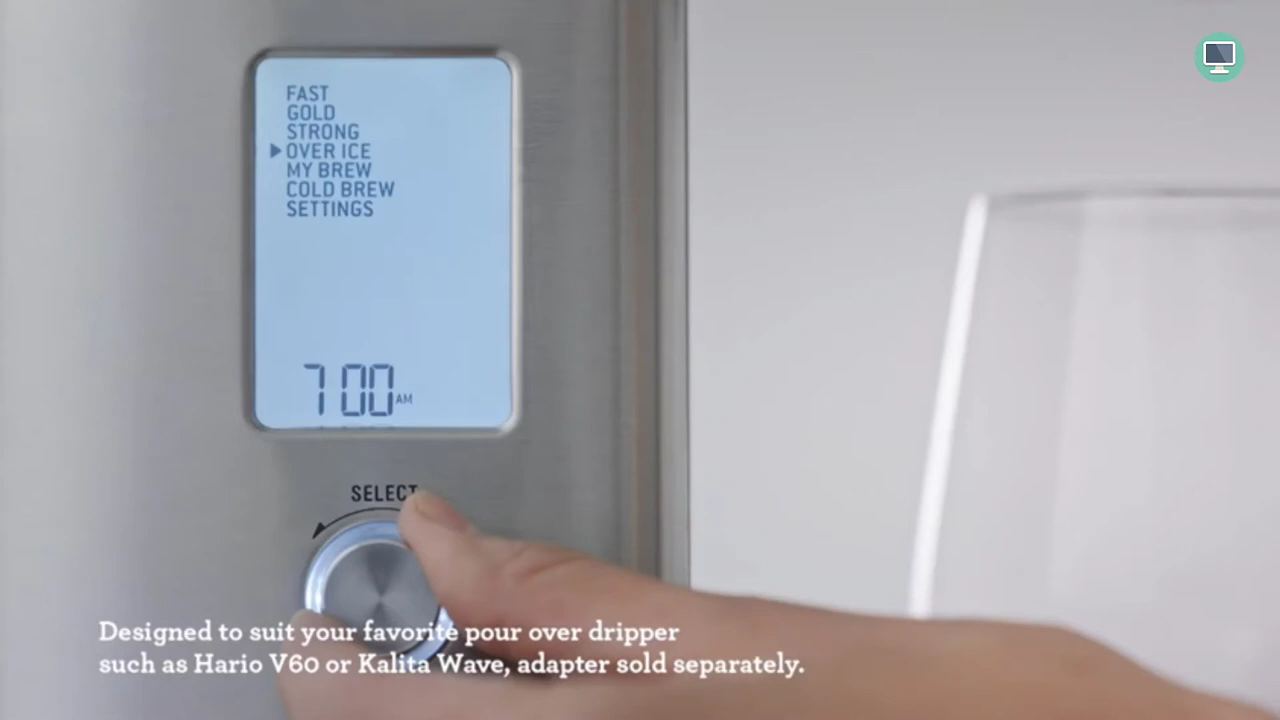 FAST
GOLD
STRONG
OVER ICE
MY BREW
COLD BREW
SETTINGS
7 00 AM
SELECT
Designed to suit your favorite pour over dripper
such as Hario V60 or Kalita Wave, adapter sold separately.